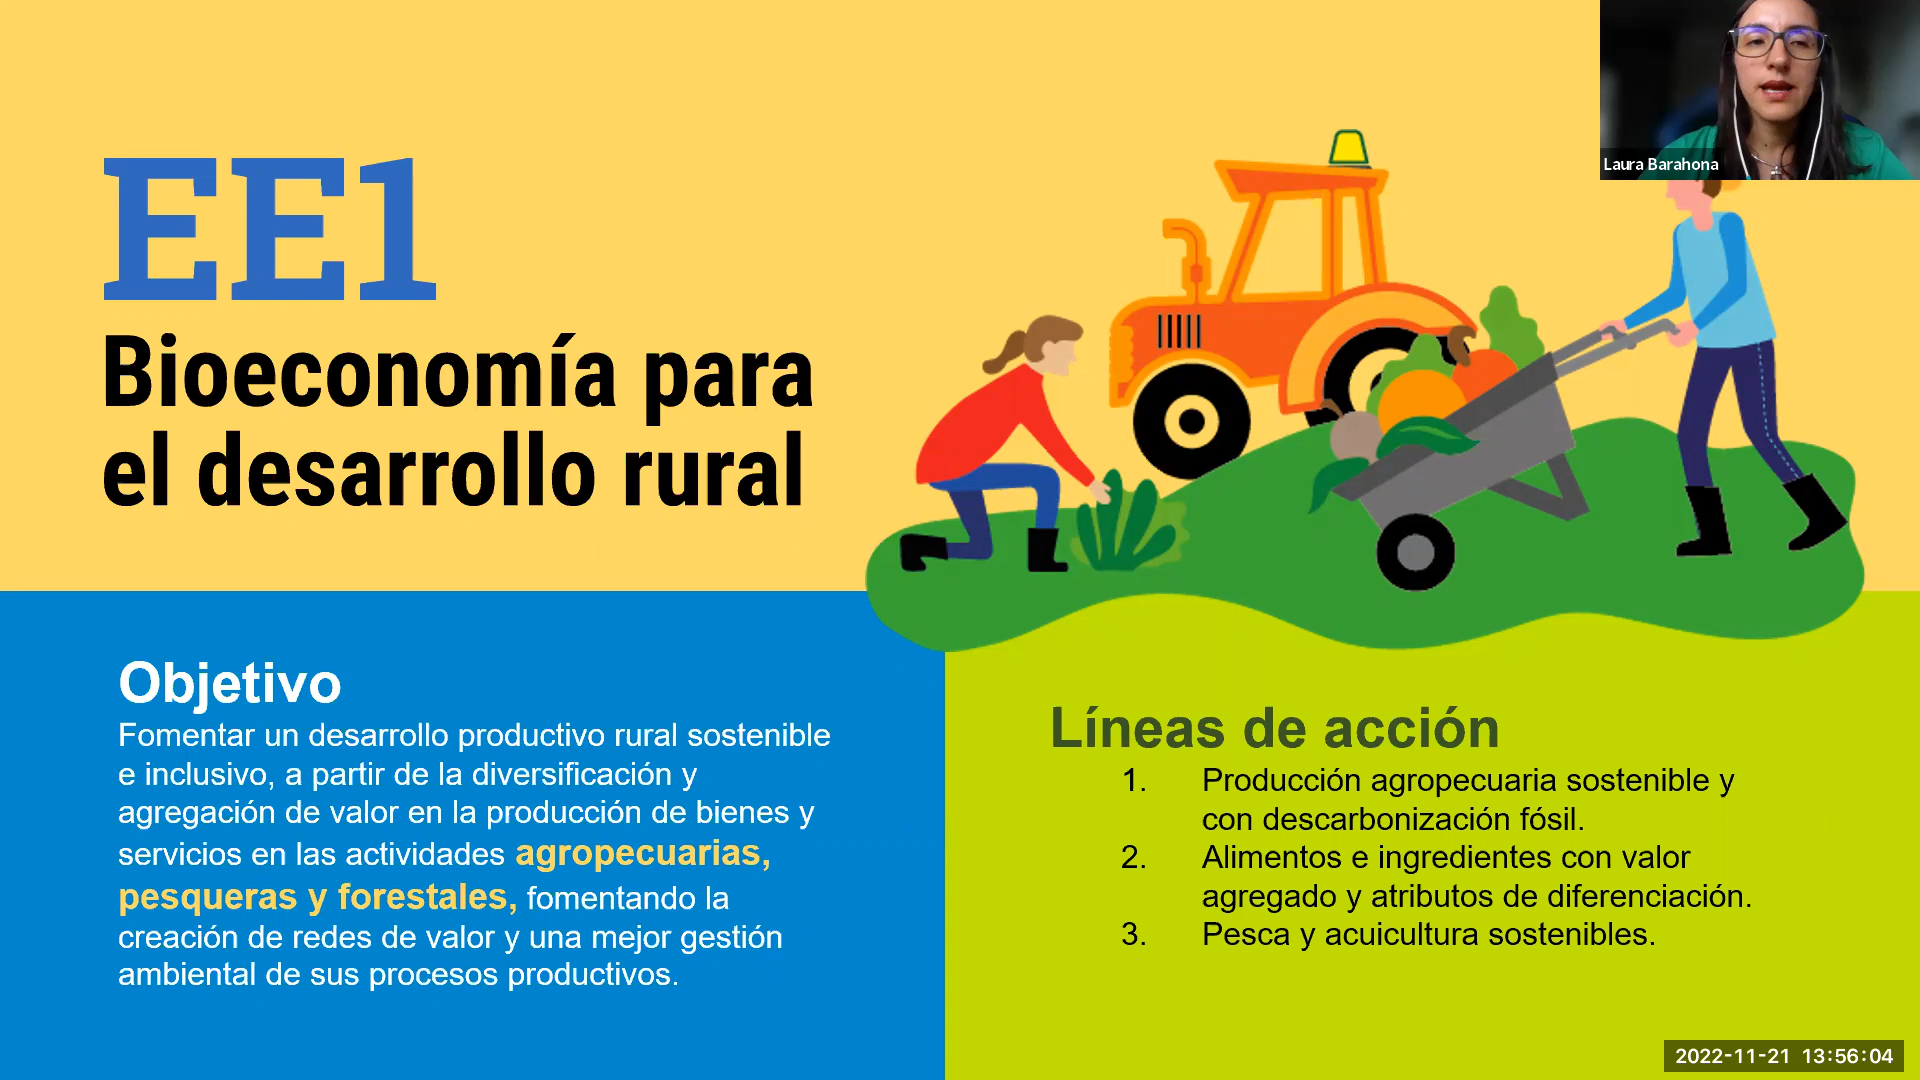 Laura Barahona
EE1
Bioeconomía para
el desarrollo rural
Objetivo
Fomentar un desarrollo productivo rural sostenible
e inclusivo, a partir de la diversificación y
agregación de valor en la producción de bienes y
servicios en las actividades agropecuarias,
pesqueras y forestales, fomentando la
creación de redes de valor y una mejor gestión
ambiental de sus procesos productivos.
Líneas de acción
1. Producción agropecuaria sostenible y
con descarbonización fósil.
2. Alimentos e ingredientes con valor
agregado y atributos de diferenciación.
3. Pesca y acuicultura sostenibles.
2022-11-21 13:56:04